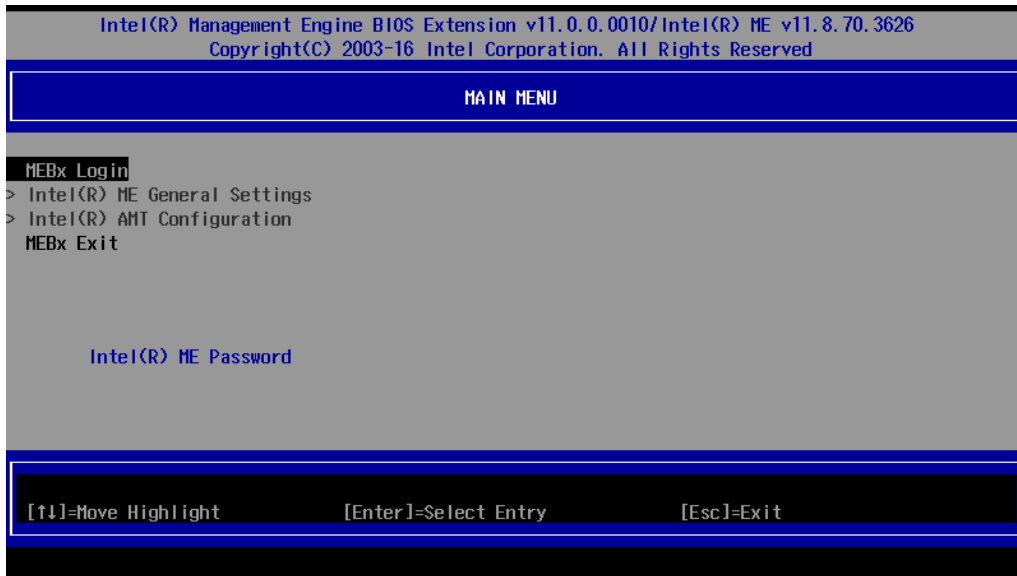 Intel(R) Management Engine BIOS Extension v11.0.0.0010/Intel(R) ME v11.8.70.3626
Copyright(C) 2003-16 Intel Corporation. All Rights Reserved
MAIN MENU
MEBx Login
> Intel(R) ME General Settings
> Intel(R) AMT Configuration
MEBx Exit
Intel(R) ME Password
[↑↓]=Move Highlight [Enter]=Select Entry [Esc]=Exit